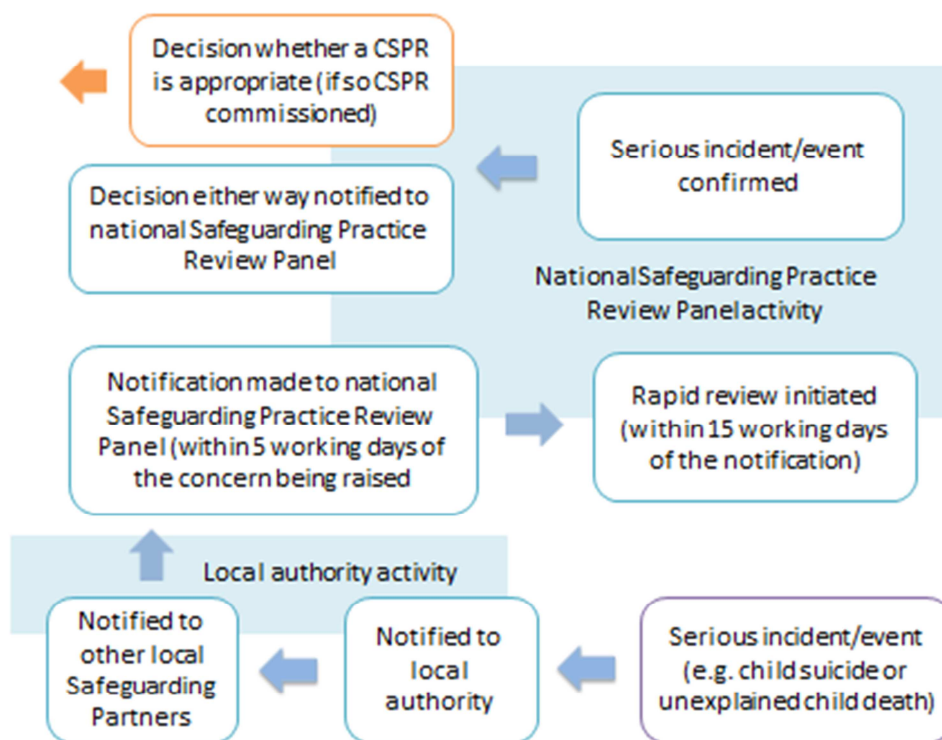 Decision whether a CSPR
is appropriate (if so CSPR
commissioned)
Serious incident/event
confirmed
Decision either way notified to
national Safeguarding Practice
Review Panel
National Safeguarding Practice
Review Panel activity
Notification made to national
Safeguarding Practice Review
Panel (within 5 working days of
the concern being raised
Rapid review initiated
(within 15 working days
of the notification)
Local authority activity
Notified to
other local
Safeguarding
Partners
Notified to
local
authority
Serious incident/event
(e.g. child suicide or
unexplained child death)